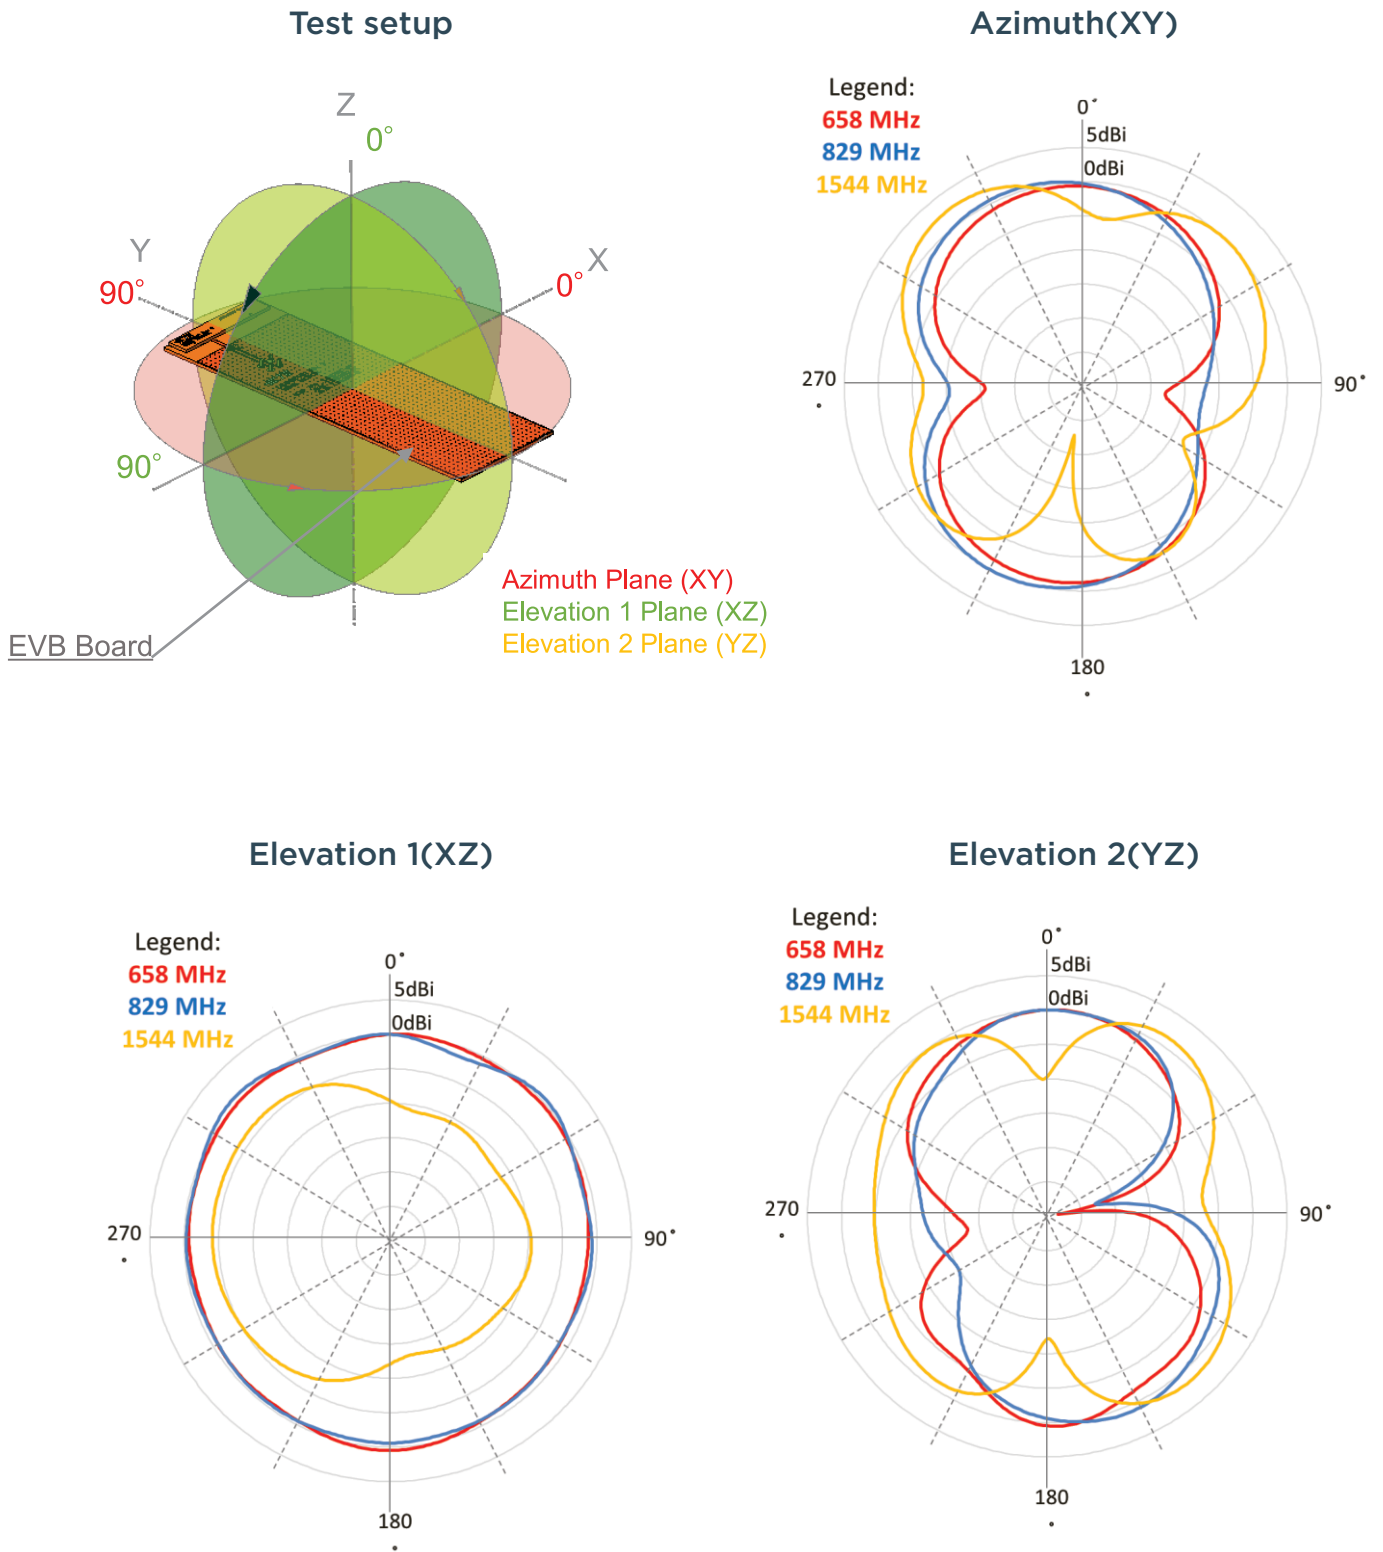 Test setup
Z
0°
Y
90°
X
0°
90°
Azimuth Plane (XY)
Elevation 1 Plane (XZ)
Elevation 2 Plane (YZ)
EVB Board
Azimuth(XY)
Legend:
658 MHz
829 MHz
1544 MHz
0°
5dBi
0dBi
270°
90°
180°
Elevation 1(XZ)
Legend:
658 MHz
829 MHz
1544 MHz
0°
5dBi
0dBi
270°
90°
180°
Elevation 2(YZ)
Legend:
658 MHz
829 MHz
1544 MHz
0°
5dBi
0dBi
270°
90°
180°